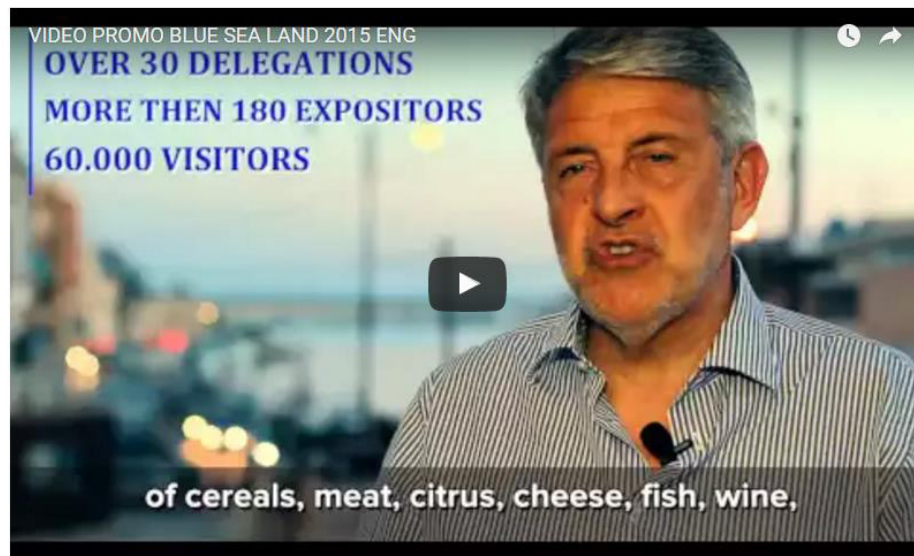 VIDEO PROMO BLUE SEA LAND 2015 ENG
OVER 30 DELEGATIONS
MORE THEN 180 EXPOSITORS
60.000 VISITORS
of cereals, meat, citrus, cheese, fish, wine,